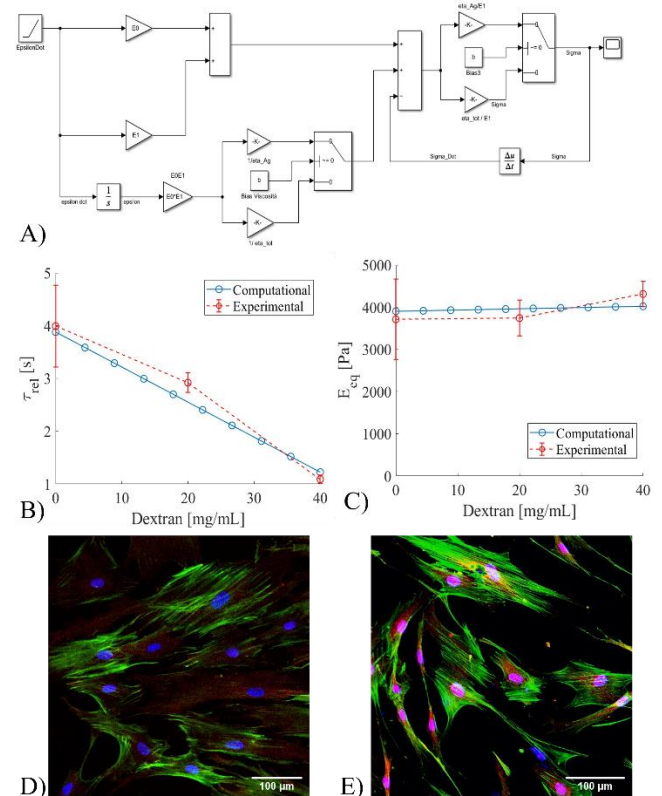 EpsilonDot
E0
E1
+
+
epsilon dot
1
s
epsilon
E0E1
E0*E1
-K-
1/eta_Ag
b
Bias Viscosità
-K-
1/ eta_tot
~= 0
+
+
−
eta_Ag/E1
-K-
b
Bias3
-K-
eta_tot / E1
Sigma
~= 0
Sigma
Sigma_Dot
Δu
Δt
Sigma
A)
5
4
3
2
1
τrel [s]
Computational
Experimental
0
10
20
30
40
B)
Dextran [mg/mL]
5000
4000
3000
2000
1000
0
Eeq [Pa]
Computational
Experimental
0
10
20
30
40
C)
Dextran [mg/mL]
D)
100 µm
E)
100 µm